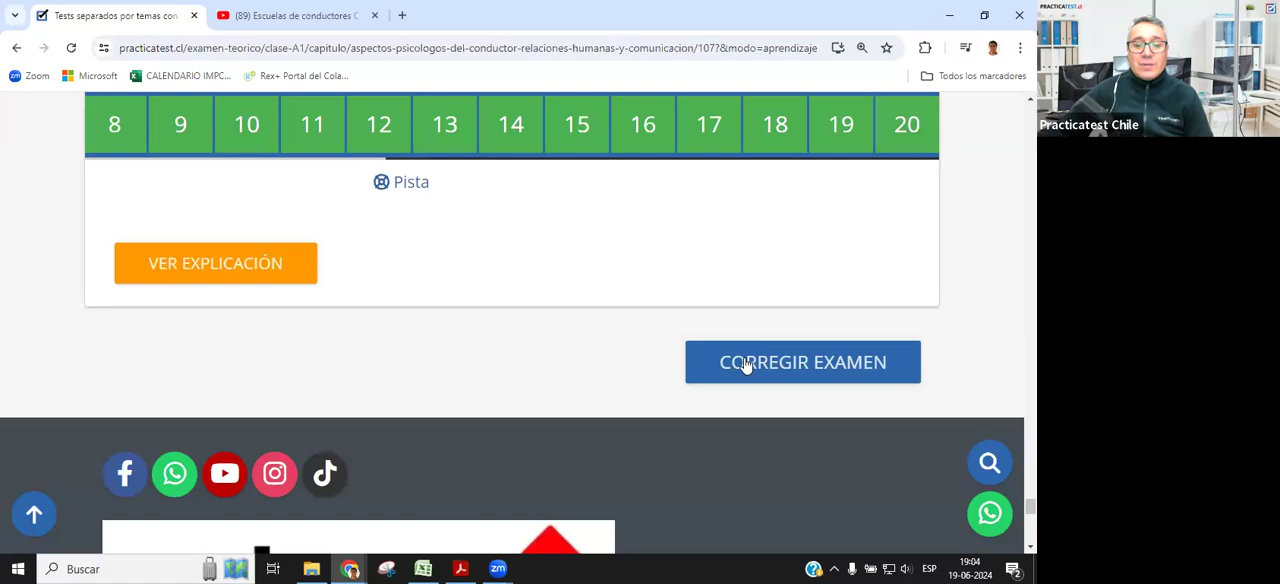 Tests separados por temas con
(89) Escuelas de conductores C
practicatest.cl/examen-teorico/clase-A1/capitulo/aspectos-psicologos-del-conductor-relaciones-humanas-y-comunicacion/107?&modo=aprendizaje
Zoom
Microsoft
CALENDARIO IMPC...
Rex+ Portal del Cola...
Todos los marcadores
PRACTICATEST.cl
Practicatest Chile
8 9 10 11 12 13 14 15 16 17 18 19 20
Pista
VER EXPLICACIÓN
CORREGIR EXAMEN
Buscar
ESP
19:04
19-06-2024
2